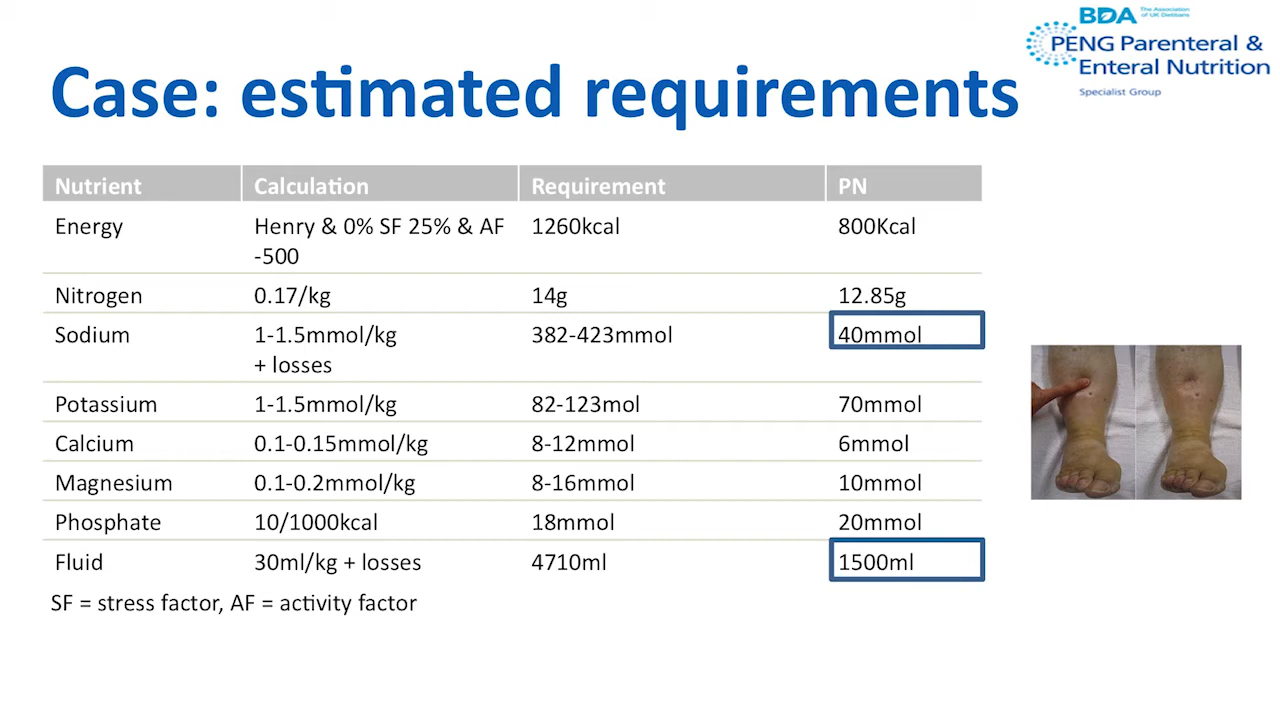 BDA The Association of UK Dietitians
PENG Parenteral &
Enteral Nutrition
Specialist Group
Case: estimated requirements
Nutrient Calculation Requirement PN
Energy Henry & 0% SF 25% & AF 1260kcal 800Kcal
-500
Nitrogen 0.17/kg 14g 12.85g
Sodium 1-1.5mmol/kg 382-423mmol 40mmol
+ losses
Potassium 1-1.5mmol/kg 82-123mol 70mmol
Calcium 0.1-0.15mmol/kg 8-12mmol 6mmol
Magnesium 0.1-0.2mmol/kg 8-16mmol 10mmol
Phosphate 10/1000kcal 18mmol 20mmol
Fluid 30ml/kg + losses 4710ml 1500ml
SF = stress factor, AF = activity factor